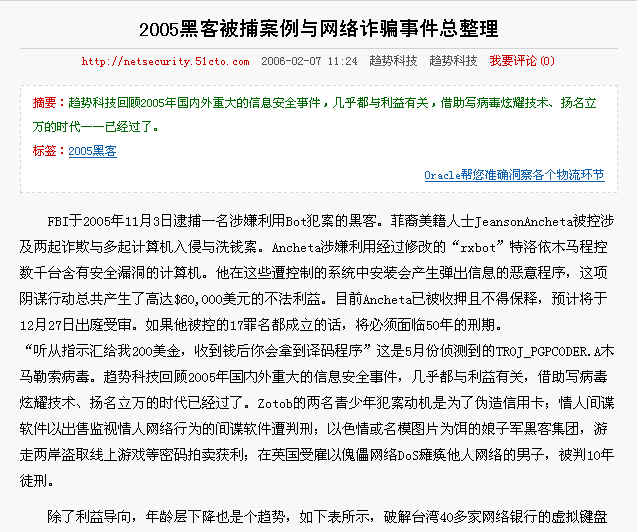 2005黑客被捕案例与网络诈骗事件总整理
http://netsecurity.51cto.com 2006-02-07 11:24 趋势科技 趋势科技 我要评论(0)
摘要：趋势科技回顾2005年国内外重大的信息安全事件，几乎都与利益有关，借助写病毒炫耀技术、扬名立
万的时代——已经过了。
标签：2005黑客
Oracle帮您准确洞察各个物流环节
FBI于2005年11月3日逮捕一名涉嫌利用Bot犯案的黑客。菲裔美籍人士JeansonAncheta被控涉
及两起诈欺与多起计算机入侵与洗钱案。Ancheta涉嫌利用经过修改的“rxbot”特洛依木马程控
数千台含有安全漏洞的计算机。他在这些遭控制的系统中安装会产生弹出信息的恶意程序，这项
阴谋行动总共产生了高达$60,000美元的不法利益。目前Ancheta已被收押且不得保释，预计将于
12月27日出庭受审。如果他被控的17罪名都成立的话，将必须面临50年的刑期。
“听从指示汇给我200美金，收到钱后你会拿到译码程序”这是5月份侦测到的TROJ_PGPCODER.A木
马勒索病毒。趋势科技回顾2005年国内外重大的信息安全事件，几乎都与利益有关，借助写病毒
炫耀技术、扬名立万的时代已经过了。Zotob的两名青少年犯案动机是为了伪造信用卡；情人间谍
软件以出售监视情人网络行为的间谍软件遭判刑；以色情或名模图片为饵的娘子军黑客集团，游
走两岸盗取线上游戏等密码拍卖获利；在英国受雇以傀儡网络DoS瘫痪他人网络的男子，被判10年
徒刑。
除了利益导向，年龄层下降也是个趋势，如下表所示，破解台湾40多家网络银行的虚拟键盘